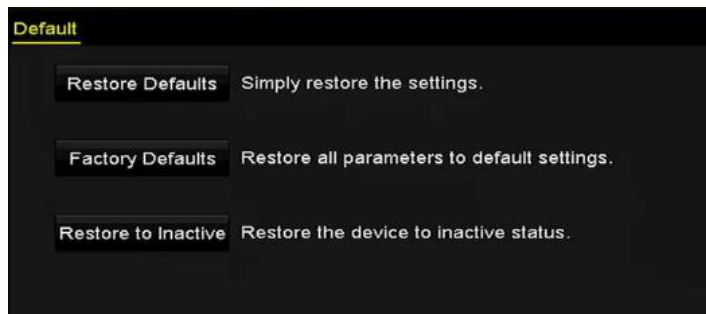 Default
Restore Defaults Simply restore the settings.
Factory Defaults Restore all parameters to default settings.
Restore to Inactive Restore the device to inactive status.